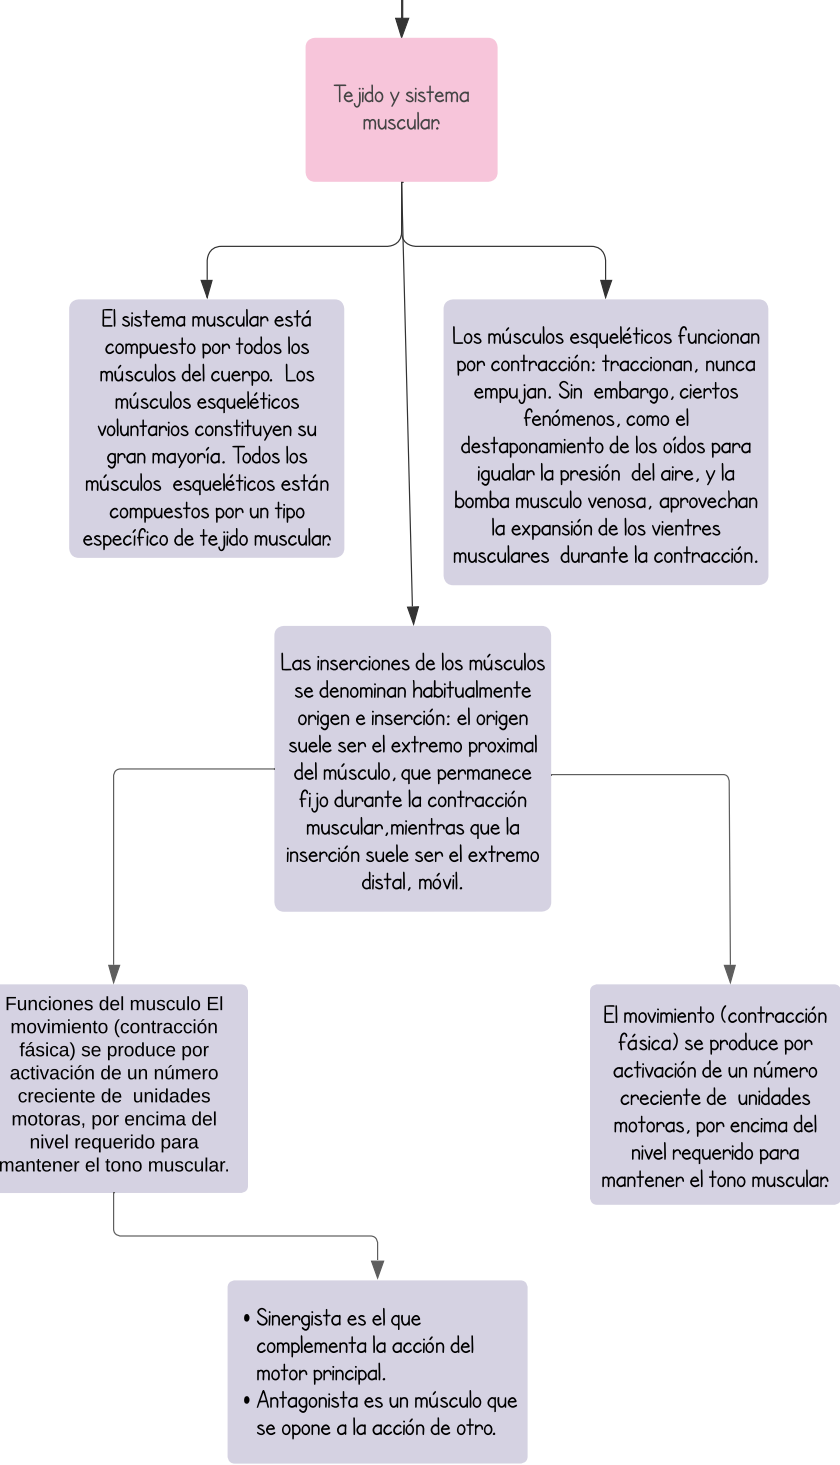 Tejido y sistema
muscular.
El sistema muscular está
compuesto por todos los
músculos del cuerpo.  Los
músculos esqueléticos
voluntarios constituyen su
gran mayoría. Todos los
músculos  esqueléticos están
compuestos por un tipo
específico de tejido muscular.
Los músculos esqueléticos funcionan
por contracción: traccionan, nunca
empujan. Sin  embargo, ciertos
fenómenos, como el
destaponamiento de los oídos para
igualar la presión  del aire, y la
bomba musculo venosa, aprovechan
la expansión de los vientres
musculares  durante la contracción.
Las inserciones de los músculos
se denominan habitualmente
origen e inserción: el origen
suele ser el extremo proximal
del músculo, que permanece
fijo durante la contracción
muscular,mientras que la
inserción suele ser el extremo
distal, móvil.
Funciones del musculo El
movimiento (contracción
fásica) se produce por
activación de un número
creciente de  unidades
motoras, por encima del
nivel requerido para
mantener el tono muscular.
El movimiento (contracción
fásica) se produce por
activación de un número
creciente de  unidades
motoras, por encima del
nivel requerido para
mantener el tono muscular.
• Sinergista es el que
complementa la acción del
motor principal.
• Antagonista es un músculo que
se opone a la acción de otro.